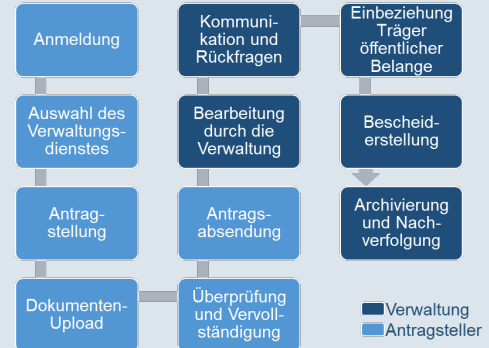 Anmeldung
Auswahl des
Verwaltungs-
dienstes
Antrag-
stellung
Dokumenten-
Upload
Überprüfung
und Vervoll-
ständigung
Antrags-
absendung
Bearbeitung
durch die
Verwaltung
Kommuni-
kation und
Rückfragen
Einbeziehung
Träger
öffentlicher
Belange
Bescheid-
erstellung
Archivierung
und Nach-
verfolgung
Verwaltung
Antragsteller